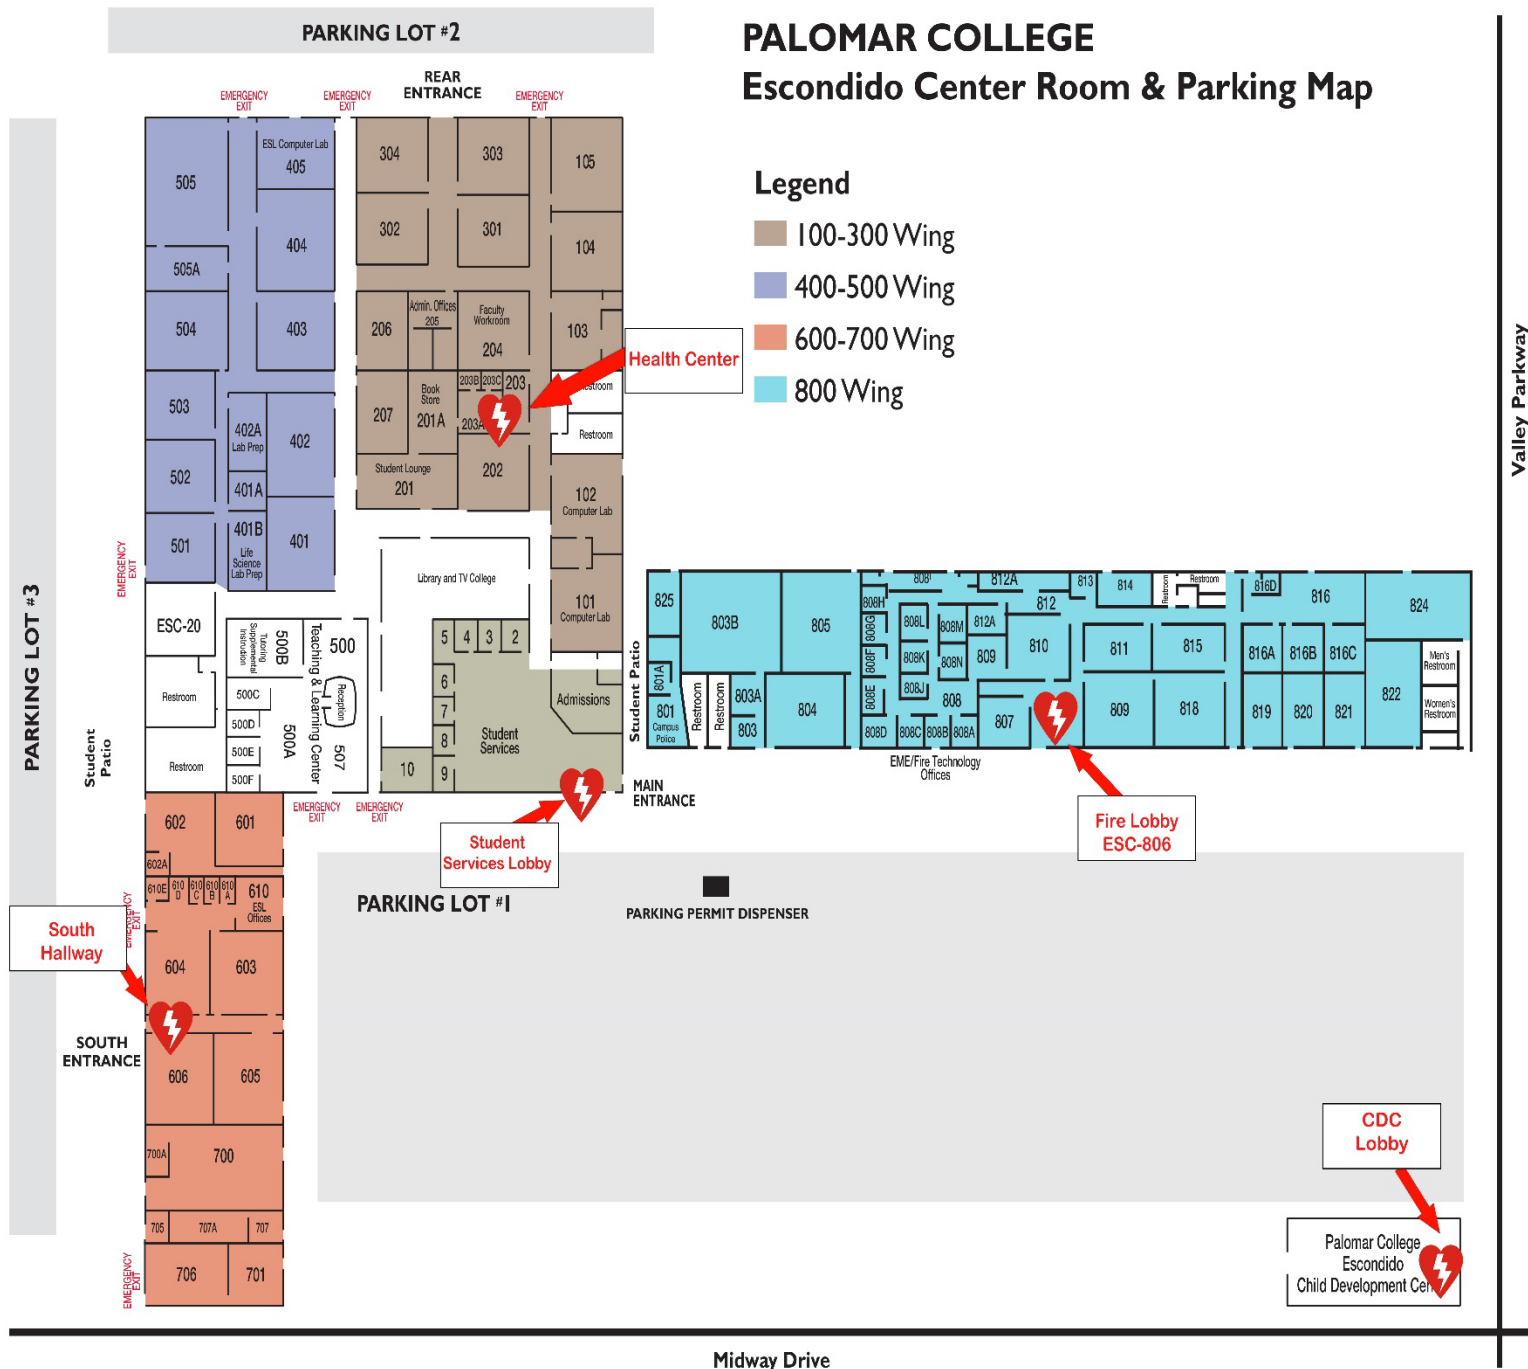 PARKING LOT #2
PALOMAR COLLEGE
Escondido Center Room & Parking Map
REAR
ENTRANCE
EMERGENCY
EXIT
EMERGENCY
EXIT
EMERGENCY
EXIT
Legend
100-300 Wing
400-500 Wing
600-700 Wing
800 Wing
505
ESL Computer Lab
405
404
505A
504
403
503
402A
Lab Prep
402
502
401A
501
401B
Life
Science
Lab Prep
401
304
303
105
302
301
104
206
Admin. Offices
205
Faculty
Workroom
204
103
Health Center
207
Book
Store
201A
203B
203C
203
203A
Restroom
Restroom
Student Lounge
201
202
102
Computer Lab
Library and TV College
101
Computer Lab
EMERGENCY
EXIT
PARKING LOT #3
Student
Patio
ESC-20
Restroom
Restroom
500B
Tutoring
Supplemental
Instruction
500C
500D
500E
500F
500A
Teaching & Learning Center
500
Reception
507
5
4
3
2
6
7
8
9
10
Student
Services
Admissions
Student Patio
MAIN
ENTRANCE
EMERGENCY
EXIT
EMERGENCY
EXIT
Student
Services Lobby
825
803B
805
801A
801
Campus
Police
Restroom
Restroom
803A
803
804
808H
808G
808F
808E
808D
808C
808B
808A
808L
808K
808J
808M
808N
808
812A
812
812A
809
810
807
813
814
Restroom
Restroom
811
815
809
818
816D
816
816A
816B
816C
819
820
821
824
822
Men's
Restroom
Women's
Restroom
EME/Fire Technology
Offices
Fire Lobby
ESC-806
Valley Parkway
602
601
602A
610E
610
D
610
C
610
B
610
A
610
ESL
Offices
EMERGENCY
EXIT
South
Hallway
604
603
SOUTH
ENTRANCE
606
605
700A
700
705
707A
707
706
701
EMERGENCY
EXIT
PARKING LOT #1
PARKING PERMIT DISPENSER
CDC
Lobby
Palomar College
Escondido
Child Development
Midway Drive